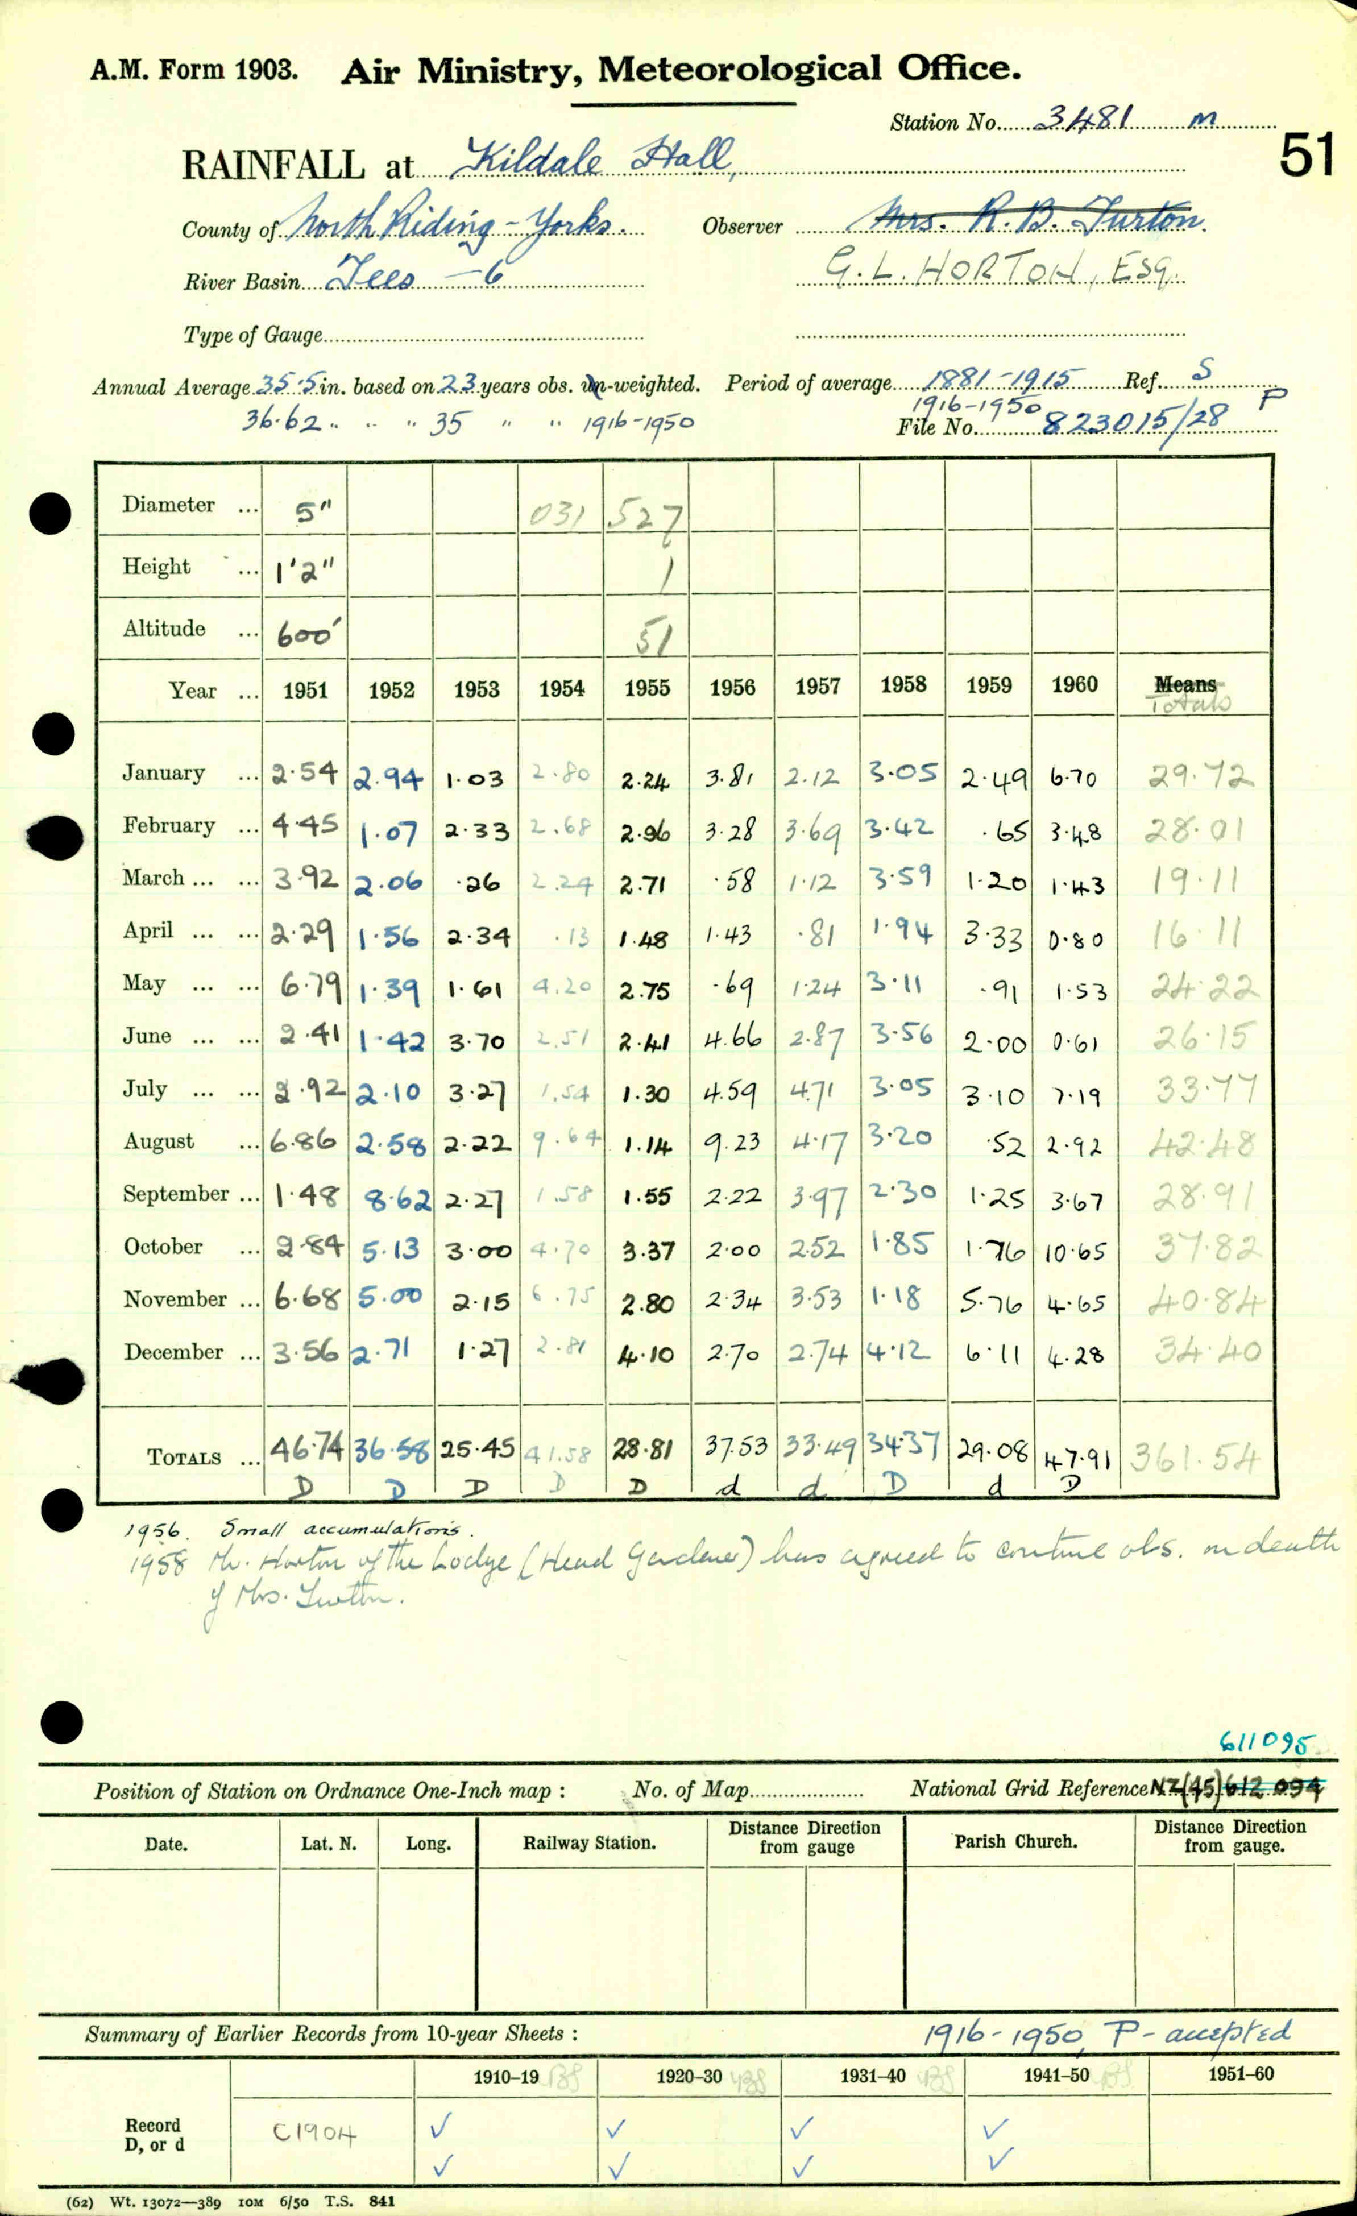 A.M. Form 1903. Air Ministry, Meteorological Office.
Station No. 3481 m
51
RAINFALL at Kildale Hall,
County of North Riding - Yorks. Observer Mrs. R. B. Turton.
River Basin Tees - 6 G. L. HORTON, ESQ.
Type of Gauge
Annual Average 35.5 in. based on 23 years obs. un-weighted. Period of average 1881-1915 Ref. S
36.62 " " " 35 " " 1916-1950 1916-1950 P
File No. 823015/28
Diameter ... 5" 031 527
Height ... 1'2" 1
Altitude ... 600' 51
Year ... 1951 1952 1953 1954 1955 1956 1957 1958 1959 1960 Means
Totals
January ... 2.54 2.94 1.03 2.80 2.24 3.81 2.12 3.05 2.49 6.70 29.72
February ... 4.45 1.07 2.33 2.68 2.96 3.28 3.69 3.42 .65 3.48 28.01
March ... ... 3.92 2.06 .26 2.24 2.71 .58 1.12 3.59 1.20 1.43 19.11
April ... ... 2.29 1.56 2.34 .13 1.48 1.43 .81 1.94 3.33 0.80 16.11
May ... ... 6.79 1.39 1.61 4.20 2.75 .69 1.24 3.11 .91 1.53 24.22
June ... ... 2.41 1.42 3.70 2.51 2.41 4.66 2.87 3.56 2.00 0.61 26.15
July ... ... 2.92 2.10 3.27 1.54 1.30 4.59 4.71 3.05 3.10 7.19 33.77
August ... 6.86 2.58 2.22 9.64 1.14 9.23 4.17 3.20 .52 2.92 42.48
September ... 1.48 8.62 2.27 1.58 1.55 2.22 3.97 2.30 1.25 3.67 28.91
October ... 2.84 5.13 3.00 4.70 3.37 2.00 2.52 1.85 1.76 10.65 37.82
November ... 6.68 5.00 2.15 6.75 2.80 2.34 3.53 1.18 5.76 4.65 40.84
December ... 3.56 2.71 1.27 2.81 4.10 2.70 2.74 4.12 6.11 4.28 34.40
TOTALS ... 46.74 36.58 25.45 41.58 28.81 37.53 33.49 34.37 29.08 47.91 361.54
D D D D D d d D d D
1956. Small accumulations.
1958 Mr. Horton of the Lodge (Head Gardener) has agreed to continue obs. on death
of Mrs. Turton.
611095
Position of Station on Ordnance One-Inch map : No. of Map National Grid Reference NZ(45) 612 094
Date. Lat. N. Long. Railway Station. Distance from Direction gauge Parish Church. Distance from Direction gauge.
Summary of Earlier Records from 10-year Sheets : 1916-1950, P - accepted
1910-19 1920-30 1931-40 1941-50 1951-60
Record C1904 ✓ ✓ ✓ ✓
D, or d ✓ ✓ ✓ ✓
(62) Wt. 13072—389 10M 6/50 T.S. 841